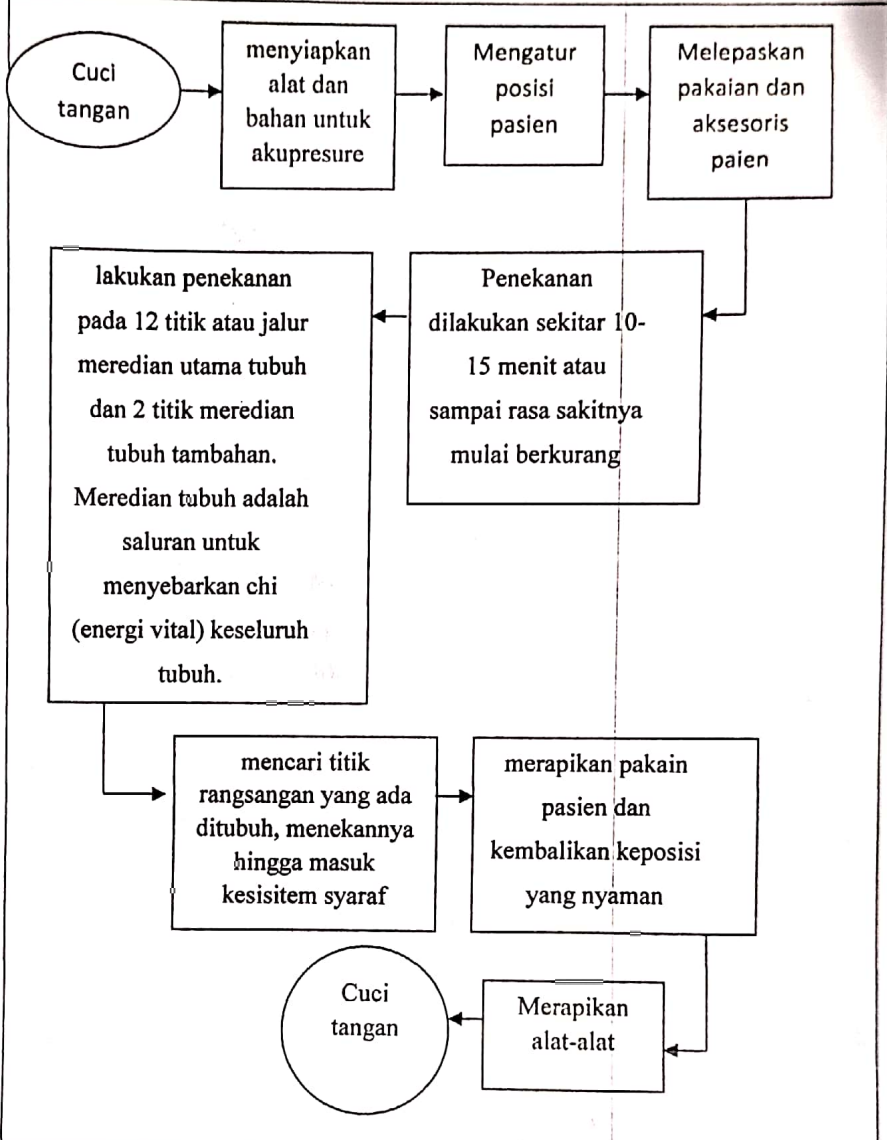 Cuci
tangan
menyiapkan
alat dan
bahan untuk
akupresure
Mengatur
posisi
pasien
Melepaskan
pakaian dan
aksesoris
paien
Penekanan
dilakukan sekitar 10-
15 menit atau
sampai rasa sakitnya
mulai berkurang
lakukan penekanan
pada 12 titik atau jalur
meredian utama tubuh
dan 2 titik meredian
tubuh tambahan.
Meredian tubuh adalah
saluran untuk
menyebarkan chi
(energi vital) keseluruh
tubuh.
mencari titik
rangsangan yang ada
ditubuh, menekannya
hingga masuk
kesisitem syaraf
merapikan pakain
pasien dan
kembalikan keposisi
yang nyaman
Merapikan
alat-alat
Cuci
tangan